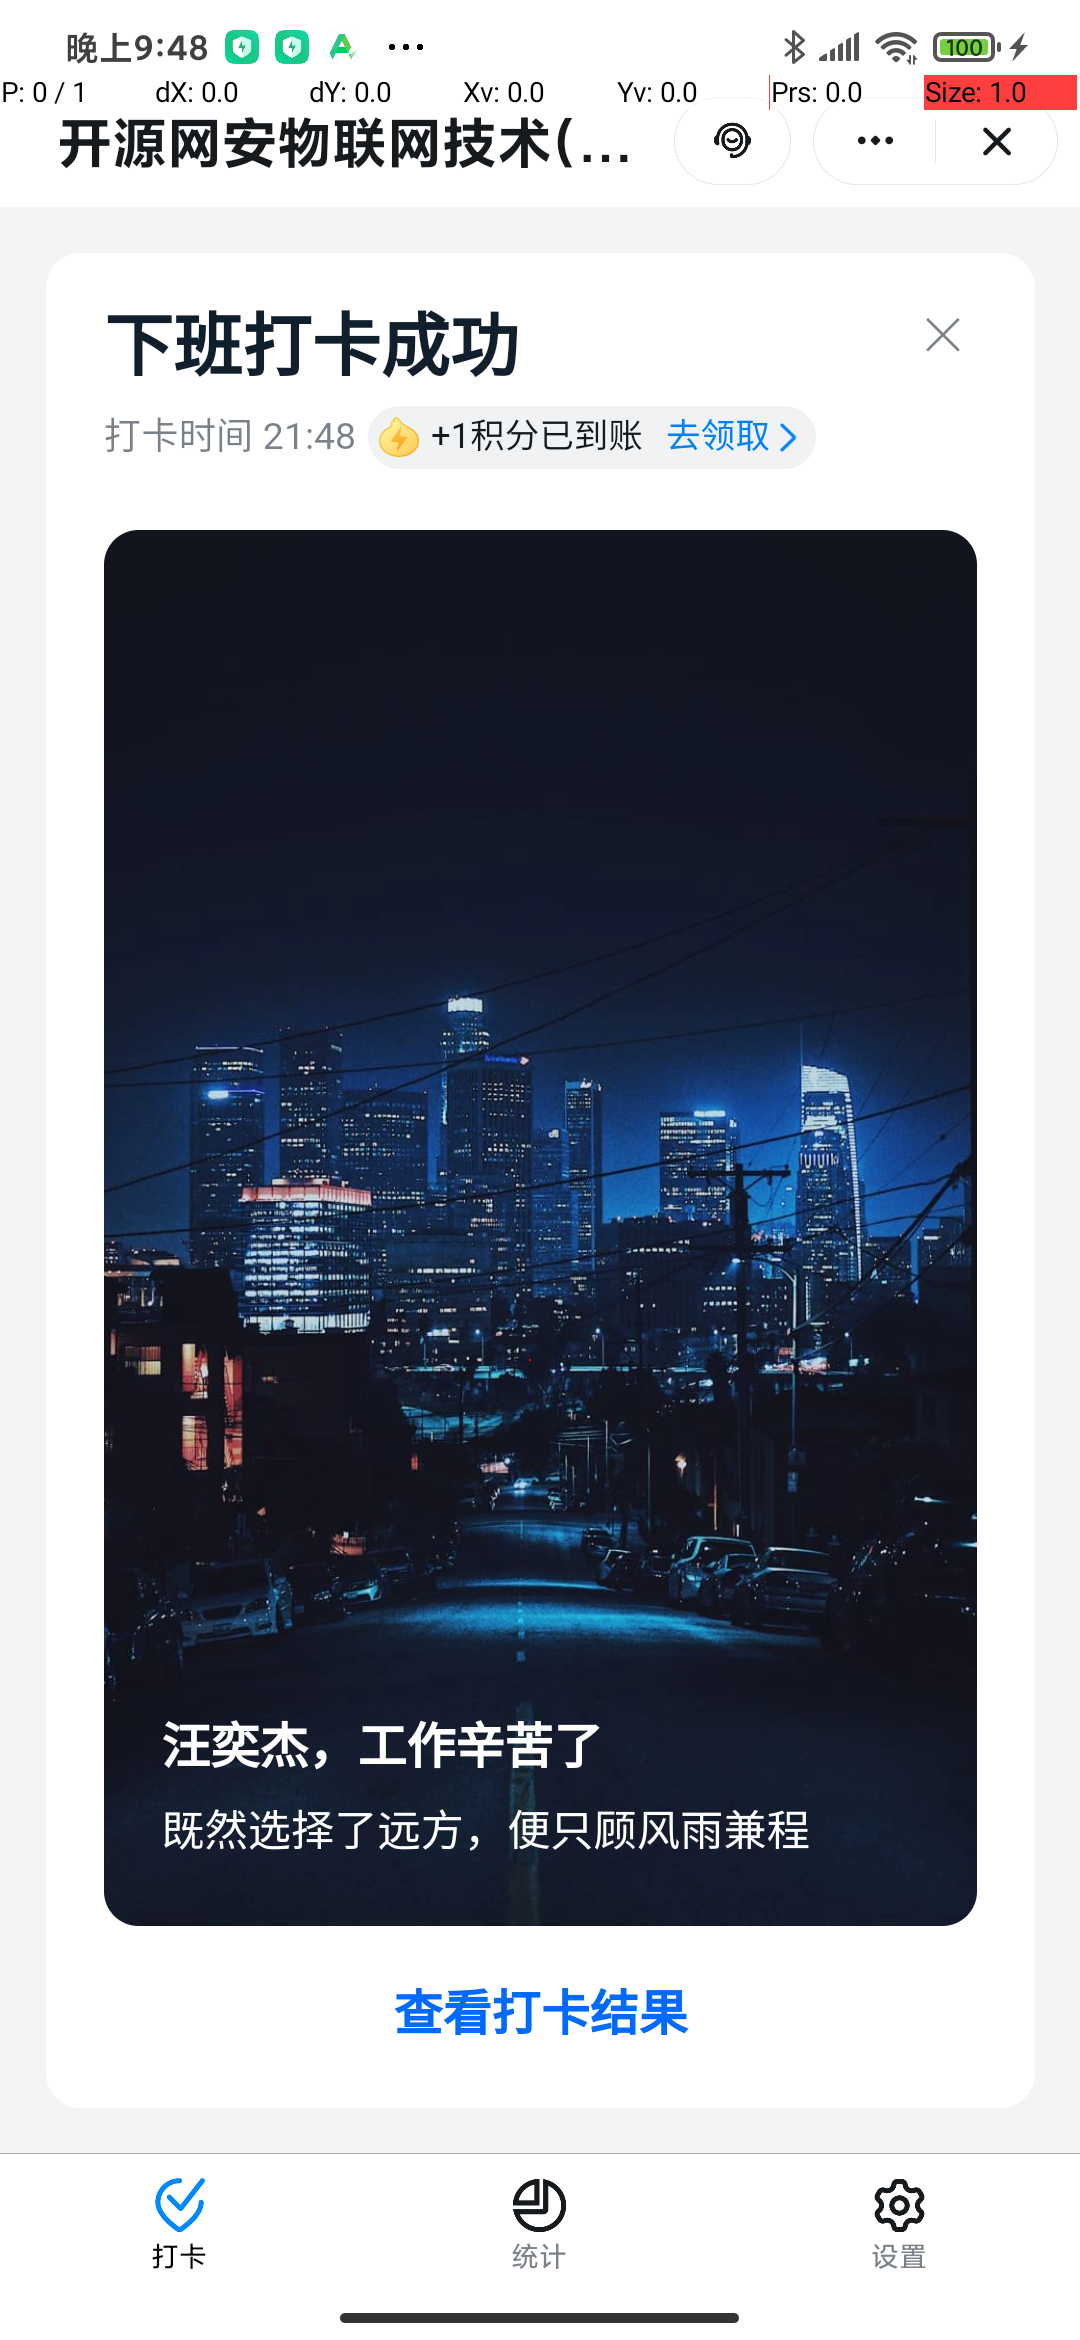 晚上9:48 100
P: 0 / 1 dX: 0.0 dY: 0.0 Xv: 0.0 Yv: 0.0 Prs: 0.0 Size: 1.0
开源网安物联网技术(...
下班打卡成功
打卡时间 21:48 +1积分已到账 去领取
汪奕杰，工作辛苦了
既然选择了远方，便只顾风雨兼程
查看打卡结果
打卡 统计 设置